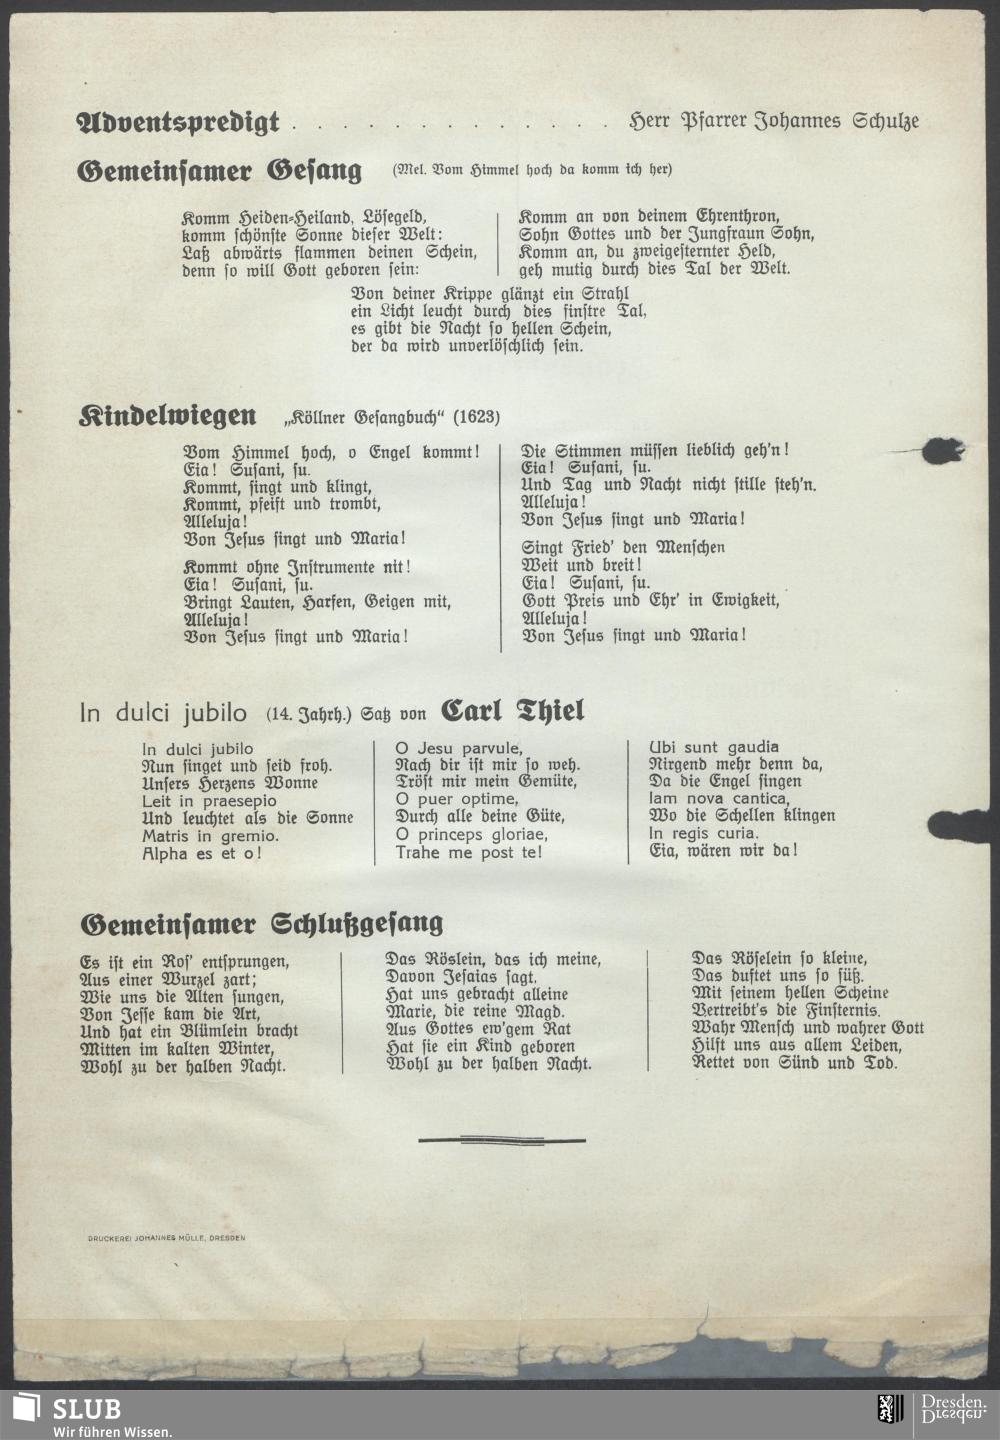 Adventspredigt . . . . . . . . . . . . . Herr Pfarrer Johannes Schulze
Gemeinsamer Gesang (Mel. Vom Himmel hoch da komm ich her)
Komm Heiden-Heiland, Lösegeld,
komm schönste Sonne dieser Welt:
Laß abwärts flammen deinen Schein,
denn so will Gott geboren sein:
Komm an von deinem Ehrenthron,
Sohn Gottes und der Jungfraun Sohn,
Komm an, du zweigesternter Held,
geh mutig durch dies Tal der Welt.
Von deiner Krippe glänzt ein Strahl
ein Licht leucht durch dies finstre Tal,
es gibt die Nacht so hellen Schein,
der da wird unverlöschlich sein.
Kindelwiegen „Köllner Gesangbuch“ (1623)
Vom Himmel hoch, o Engel kommt!
Eia! Susani, su.
Kommt, singt und klingt,
Kommt, pfeift und trombt,
Alleluja!
Von Jesus singt und Maria!
Kommt ohne Instrumente nit!
Eia! Susani, su.
Bringt Lauten, Harfen, Geigen mit,
Alleluja!
Von Jesus singt und Maria!
Die Stimmen müssen lieblich geh'n!
Eia! Susani, su.
Und Tag und Nacht nicht stille steh'n.
Alleluja!
Von Jesus singt und Maria!
Singt Fried' den Menschen
Weit und breit!
Eia! Susani, su.
Gott Preis und Ehr' in Ewigkeit,
Alleluja!
Von Jesus singt und Maria!
In dulci jubilo (14. Jahrh.) Satz von Carl Thiel
In dulci jubilo
Nun singet und seid froh.
Unsers Herzens Wonne
Leit in praesepio
Und leuchtet als die Sonne
Matris in gremio.
Alpha es et o!
O Jesu parvule,
Nach dir ist mir so weh.
Tröst mir mein Gemüte,
O puer optime,
Durch alle deine Güte,
O princeps gloriae,
Trahe me post te!
Ubi sunt gaudia
Nirgend mehr denn da,
Da die Engel singen
Iam nova cantica,
Wo die Schellen klingen
In regis curia.
Eia, wären wir da!
Gemeinsamer Schlußgesang
Es ist ein Ros' entsprungen,
Aus einer Wurzel zart;
Wie uns die Alten sungen,
Von Jesse kam die Art,
Und hat ein Blümlein bracht
Mitten im kalten Winter,
Wohl zu der halben Nacht.
Das Röslein, das ich meine,
Davon Jesaias sagt,
Hat uns gebracht alleine
Marie, die reine Magd.
Aus Gottes ew'gem Rat
Hat sie ein Kind geboren
Wohl zu der halben Nacht.
Das Röselein so kleine,
Das duftet uns so süß.
Mit seinem hellen Scheine
Vertreibt's die Finsternis.
Wahr Mensch und wahrer Gott
Hilft uns aus allem Leiden,
Rettet von Sünd und Tod.
DRUCKEREI JOHANNES MÜLLE, DRESDEN
SLUB
Wir führen Wissen.
Dresden.
Dresden.